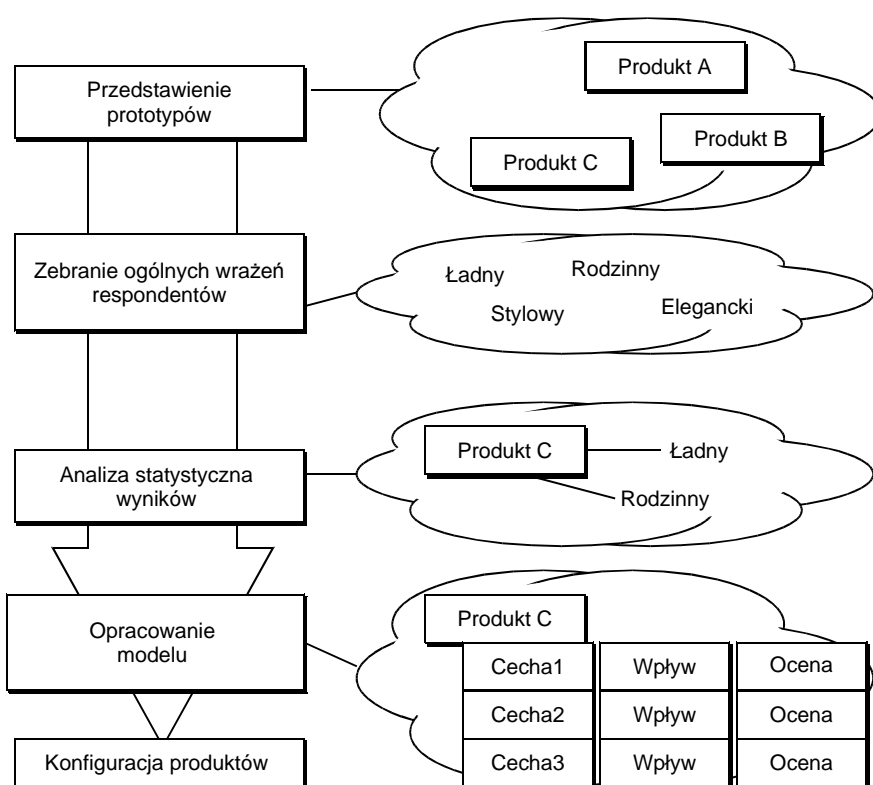 Przedstawienie
prototypów
Produkt A
Produkt B
Produkt C
Zebranie ogólnych wrażeń
respondentów
Ładny
Rodzinny
Stylowy
Elegancki
Analiza statystyczna
wyników
Produkt C
Ładny
Rodzinny
Opracowanie
modelu
Produkt C
Cecha1 Wpływ Ocena
Cecha2 Wpływ Ocena
Cecha3 Wpływ Ocena
Konfiguracja produktów